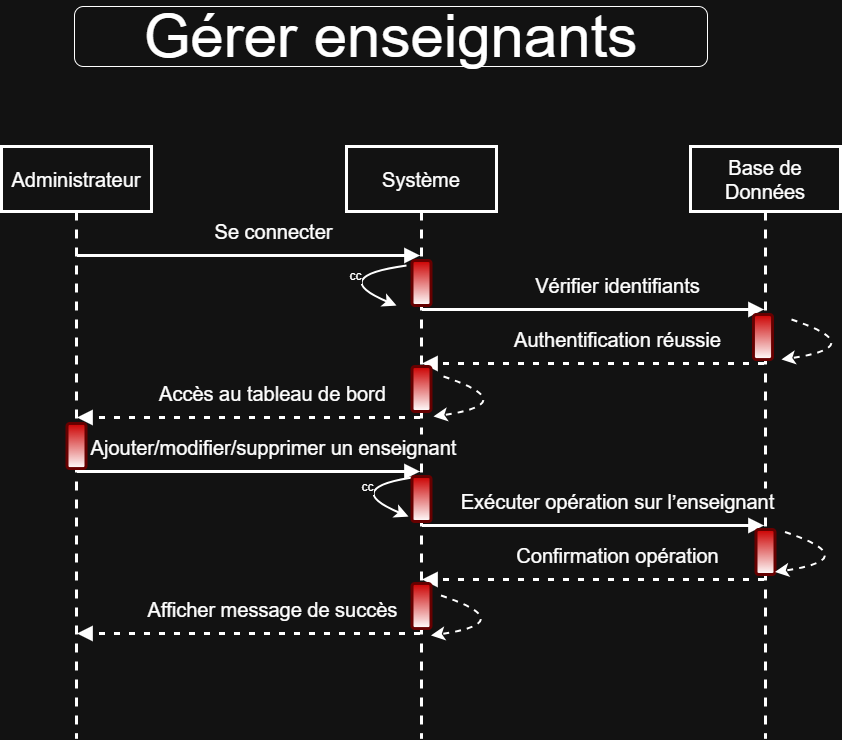 Gérer enseignants
Administrateur
Système
Base de
Données
Se connecter
cc
Vérifier identifiants
Authentification réussie
Accès au tableau de bord
Ajouter/modifier/supprimer un enseignant
cc
Exécuter opération sur l'enseignant
Confirmation opération
Afficher message de succès